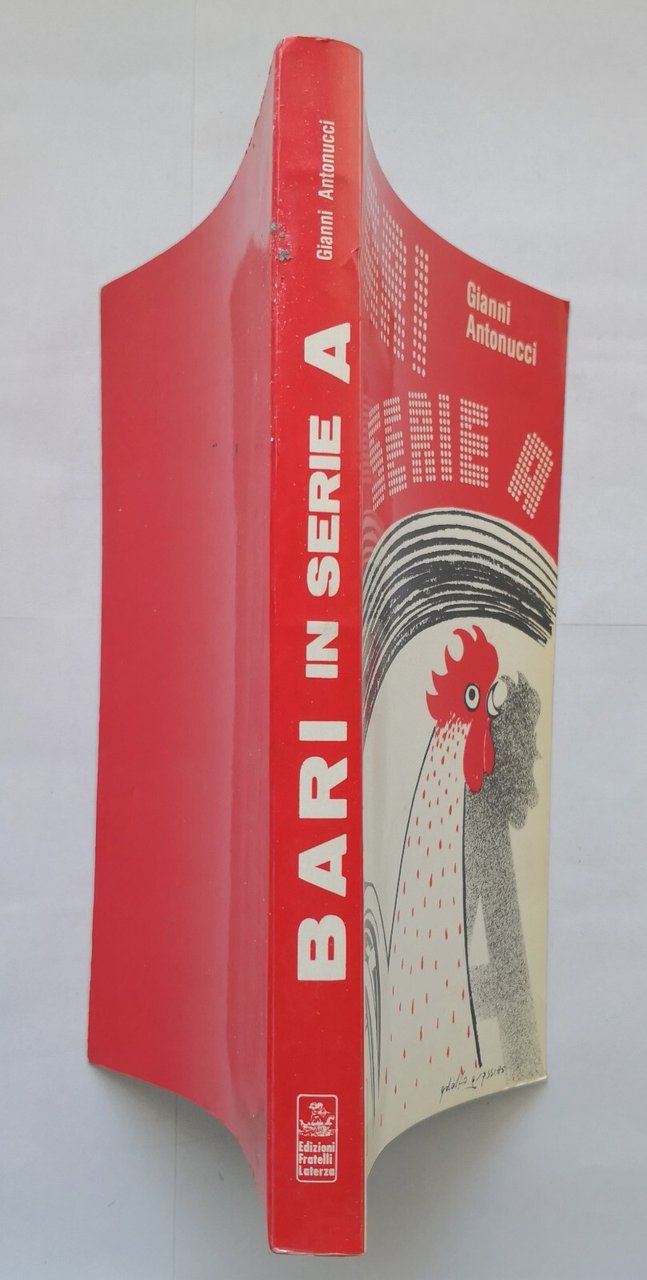 Gianni Antonucci
BARI IN SERIE A
Edizioni
Fratelli
Laterza
Gianni
Antonucci
SERIE A